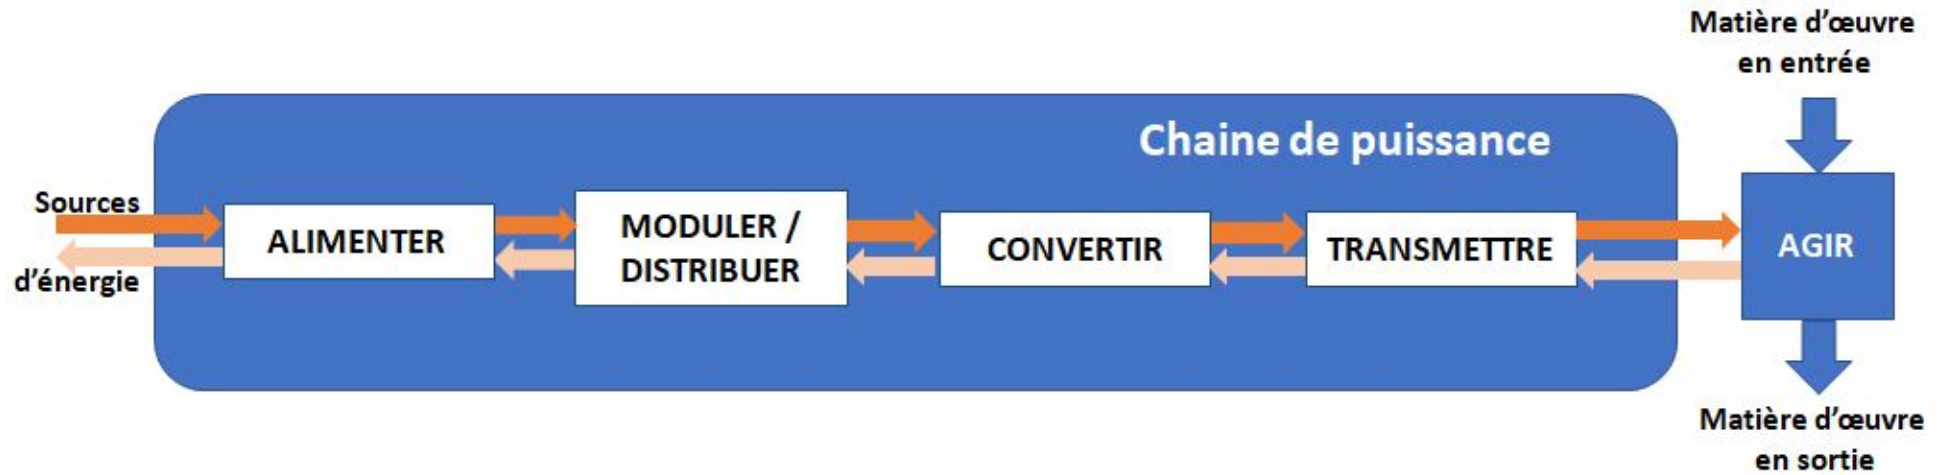 Matière d'œuvre
en entrée
Chaine de puissance
Sources
d'énergie
ALIMENTER
MODULER /
DISTRIBUER
CONVERTIR
TRANSMETTRE
AGIR
Matière d'œuvre
en sortie